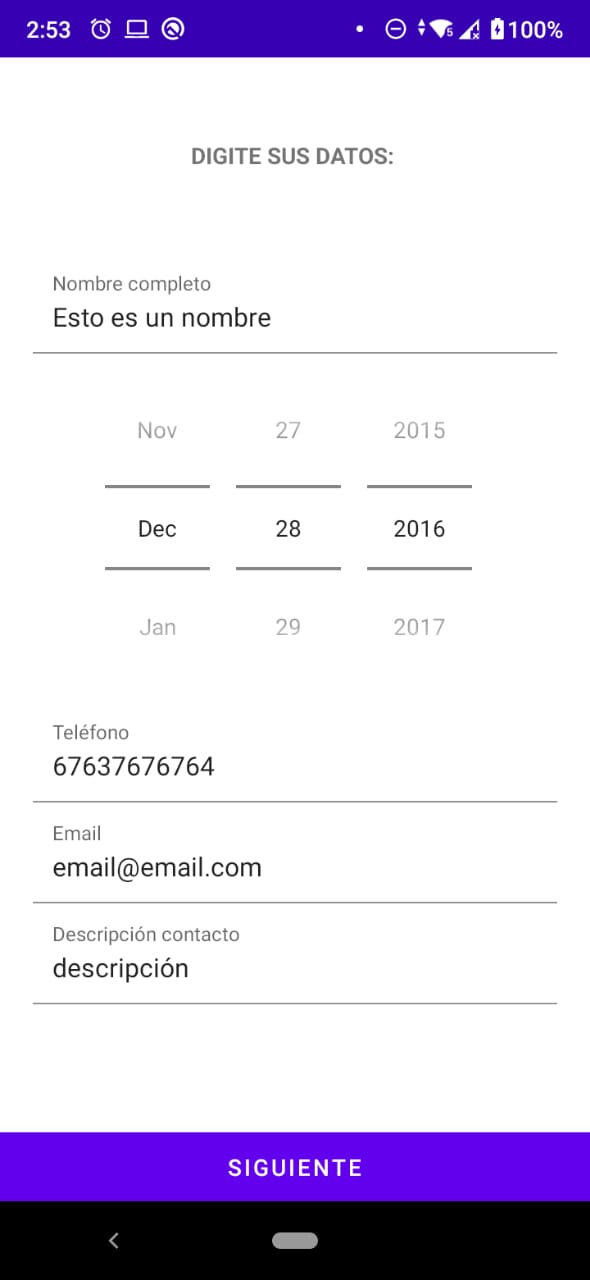 2:53 100%
DIGITE SUS DATOS:
Nombre completo
Esto es un nombre
Nov 27 2015
Dec 28 2016
Jan 29 2017
Teléfono
67637676764
Email
email@email.com
Descripción contacto
descripción
SIGUIENTE